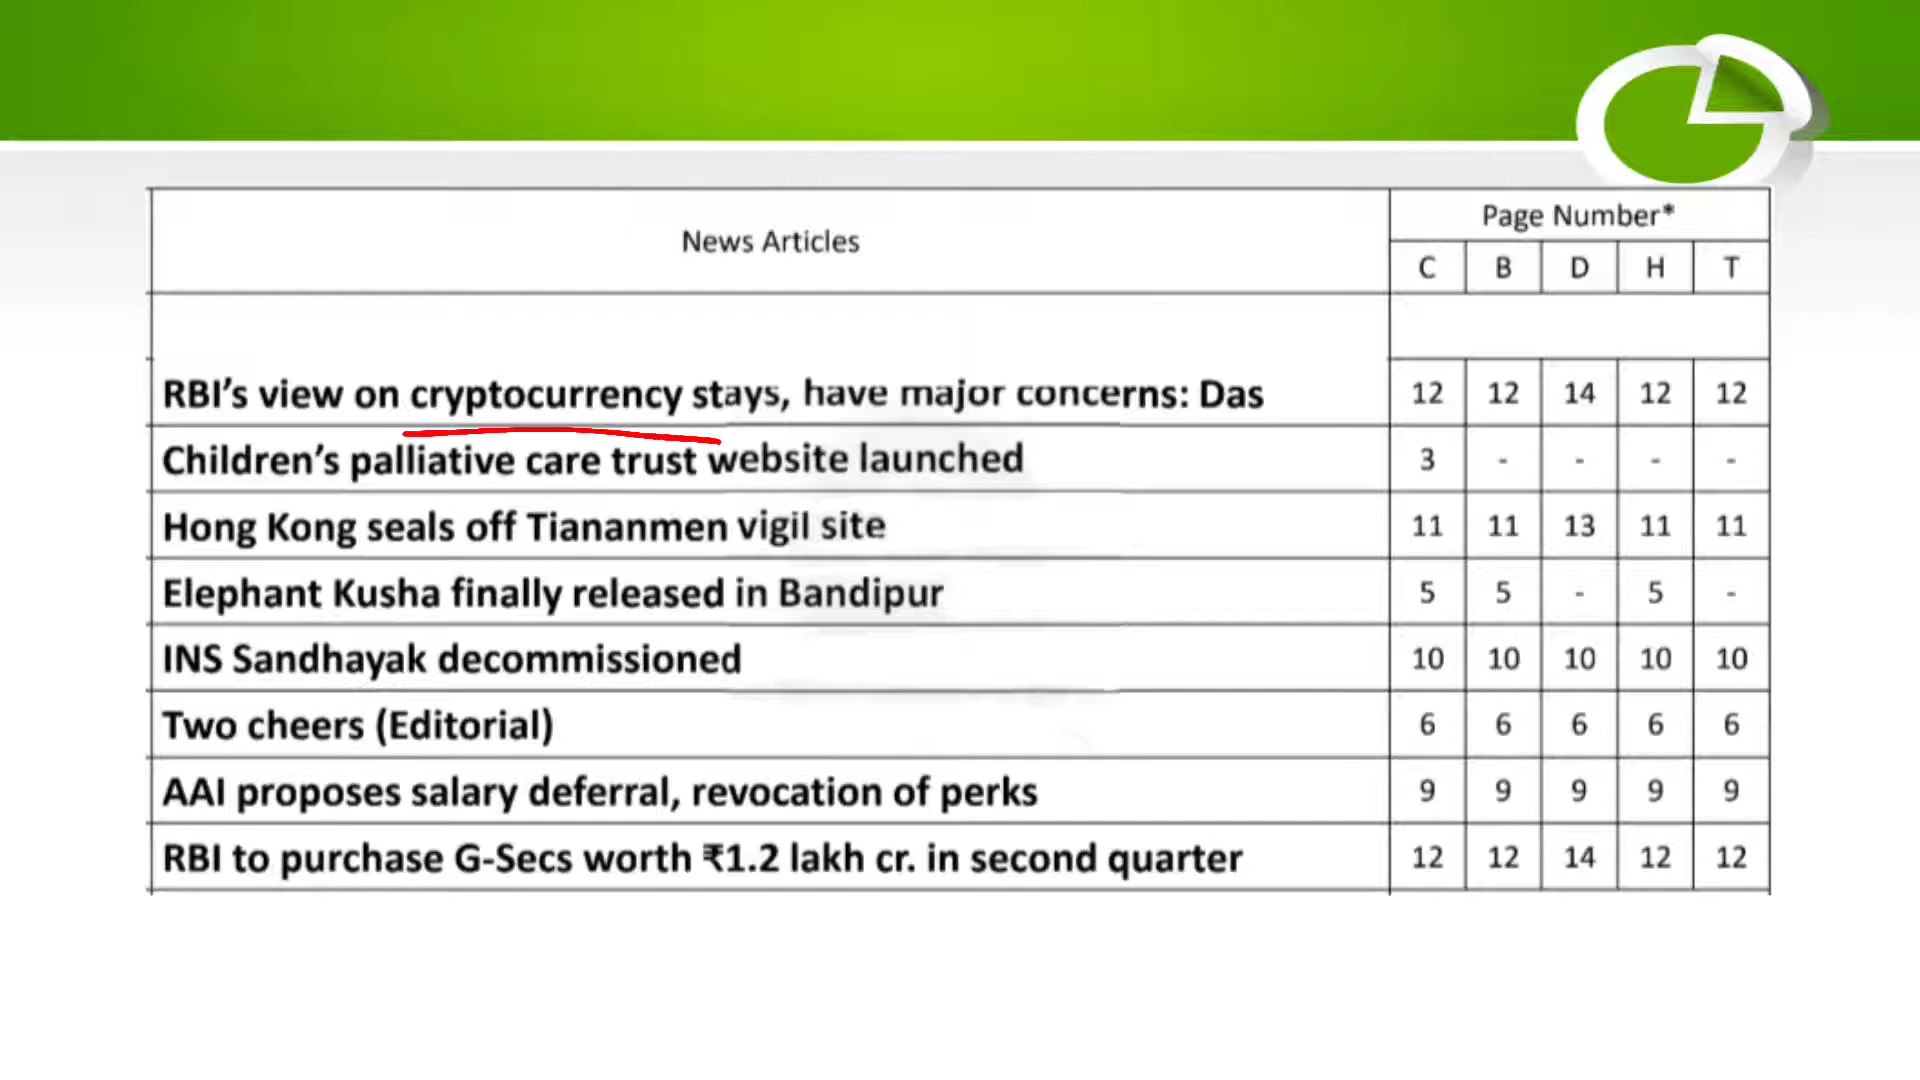 News Articles Page Number*
C B D H T
RBI's view on cryptocurrency stays, have major concerns: Das 12 12 14 12 12
Children's palliative care trust website launched 3 - - - -
Hong Kong seals off Tiananmen vigil site 11 11 13 11 11
Elephant Kusha finally released in Bandipur 5 5 - 5 -
INS Sandhayak decommissioned 10 10 10 10 10
Two cheers (Editorial) 6 6 6 6 6
AAI proposes salary deferral, revocation of perks 9 9 9 9 9
RBI to purchase G-Secs worth ₹1.2 lakh cr. in second quarter 12 12 14 12 12